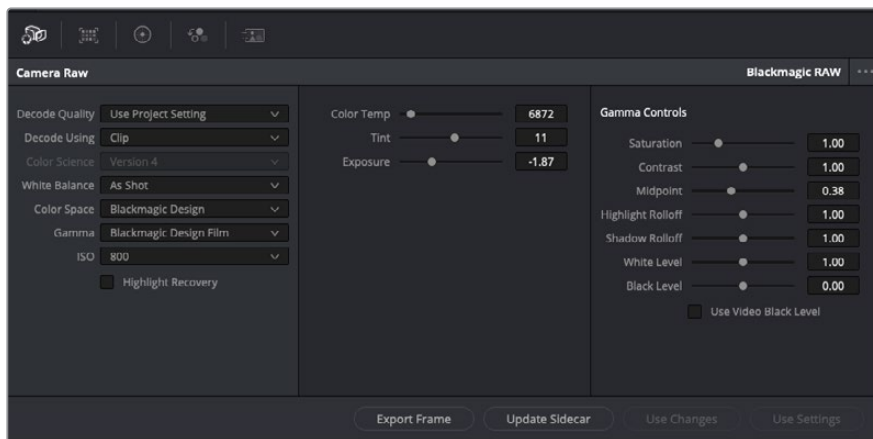 Camera Raw
Blackmagic RAW
Decode Quality Use Project Setting
Decode Using Clip
Color Science Version 4
White Balance As Shot
Color Space Blackmagic Design
Gamma Blackmagic Design Film
ISO 800
Highlight Recovery
Color Temp 6872
Tint 11
Exposure -1.87
Gamma Controls
Saturation 1.00
Contrast 1.00
Midpoint 0.38
Highlight Rolloff 1.00
Shadow Rolloff 1.00
White Level 1.00
Black Level 0.00
Use Video Black Level
Export Frame
Update Sidecar
Use Changes
Use Settings